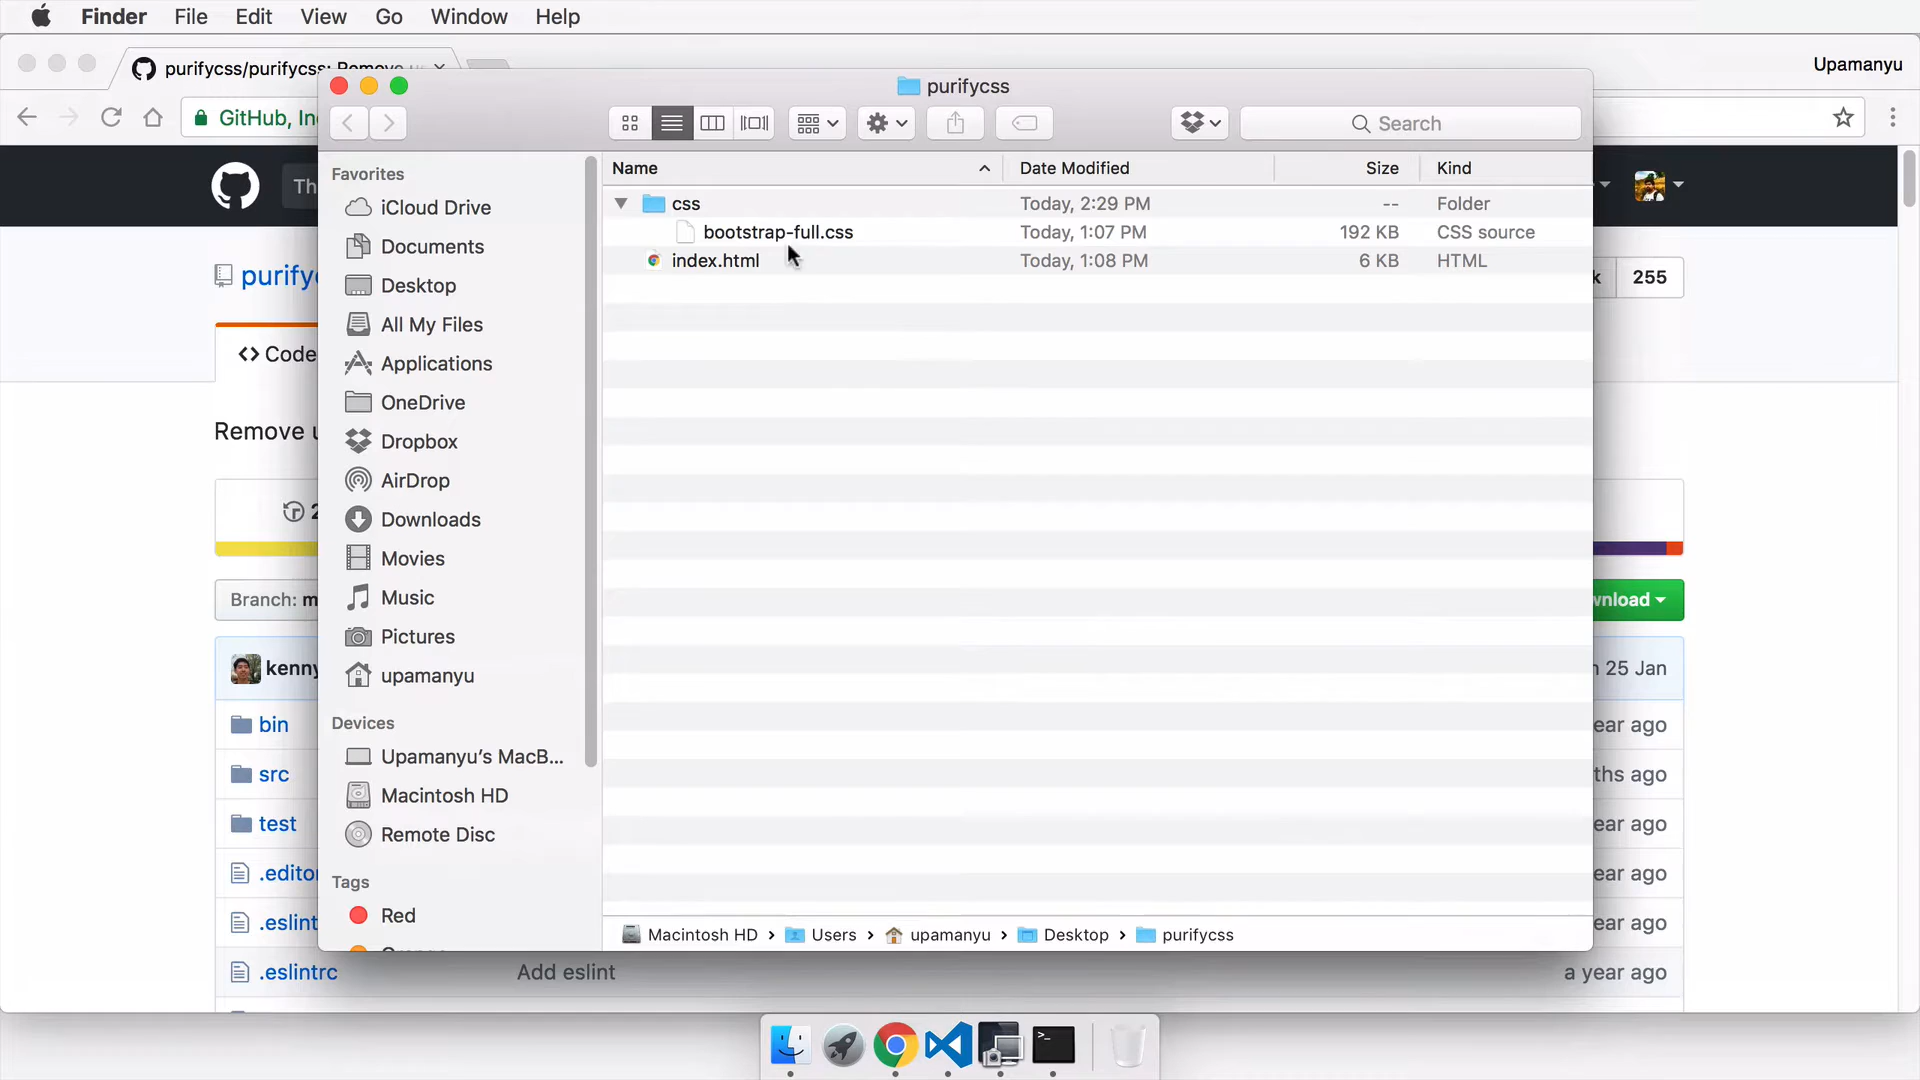 Finder File Edit View Go Window Help
purifycss/purifycss: Remove
Upamanyu
GitHub, In
purifycss
Search
Th
Favorites
iCloud Drive
Documents
Desktop
All My Files
Applications
OneDrive
Dropbox
AirDrop
Downloads
Movies
Music
Pictures
upamanyu
Devices
Upamanyu’s MacB...
Macintosh HD
Remote Disc
Tags
Red
Name Date Modified Size Kind
css Today, 2:29 PM -- Folder
bootstrap-full.css Today, 1:07 PM 192 KB CSS source
index.html Today, 1:08 PM 6 KB HTML
Macintosh HD › Users › upamanyu › Desktop › purifycss
purify
k 255
<> Code
Remove
2
Branch: m
wnload
kenny
25 Jan
bin
ear ago
src
ths ago
test
ear ago
.edito
ear ago
.eslint
ear ago
.eslintrc Add eslint a year ago